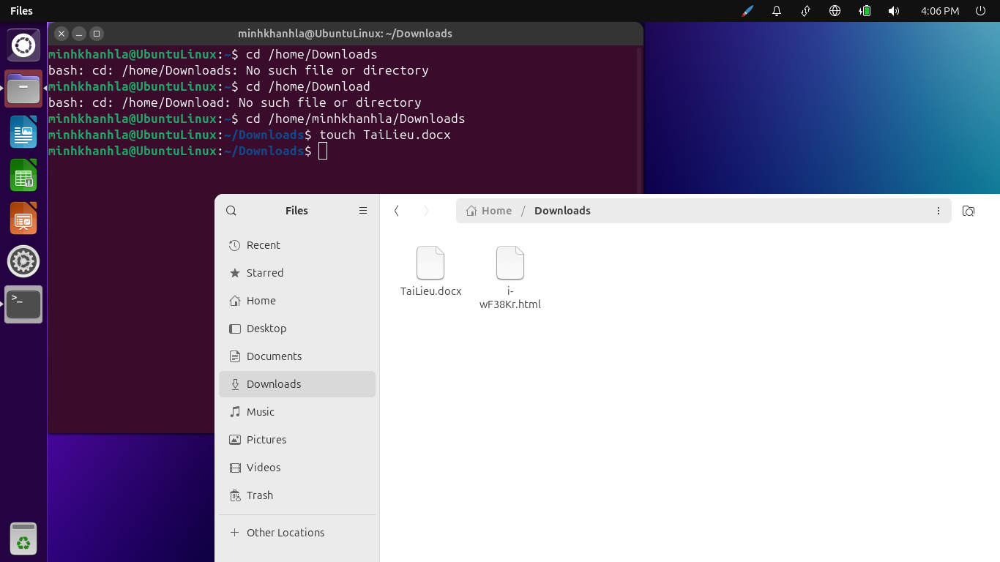 Files
4:06 PM
minhkhanhla@UbuntuLinux: ~/Downloads
minhkhanhla@UbuntuLinux:~$ cd /home/Downloads
bash: cd: /home/Downloads: No such file or directory
minhkhanhla@UbuntuLinux:~$ cd /home/Download
bash: cd: /home/Download: No such file or directory
minhkhanhla@UbuntuLinux:~$ cd /home/minhkhanhla/Downloads
minhkhanhla@UbuntuLinux:~/Downloads$ touch TaiLieu.docx
minhkhanhla@UbuntuLinux:~/Downloads$
>_
Files
Recent
Starred
Home
Desktop
Documents
Downloads
Music
Pictures
Videos
Trash
Other Locations
Home / Downloads
TaiLieu.docx
i-
wF38Kr.html